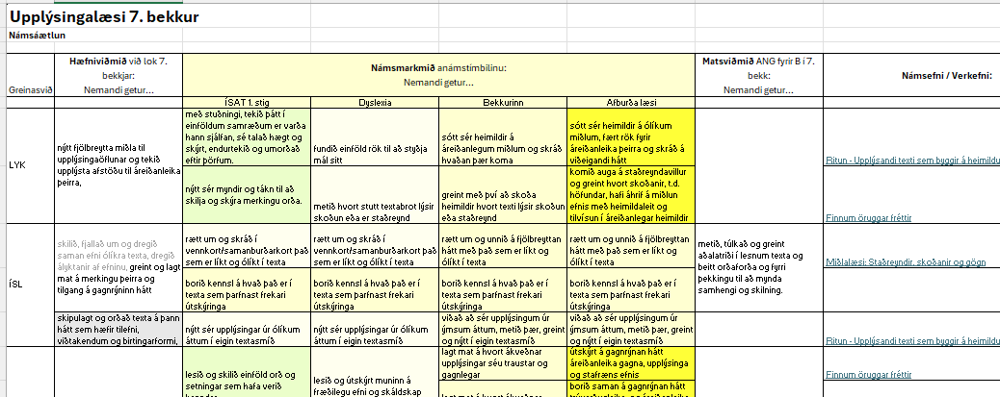 Upplýsingalæsi 7. bekkur
Námsáætlun
Greinasvið
Hæfniviðmið við lok 7.
bekkjar:
Nemandi getur...
Námsmarkmið anámstímbilinu:
Nemandi getur...
Matsviðmið ANG fyrir B í 7.
bekk:
Nemandi getur...
Námsefni / Verkefni:
ÍSAT 1. stig
Dyslexia
Bekkurinn
Afburða læsi
LYK
nýtt fjölbreytta miðla til
upplýsingaöflunar og tekið
upplýsta afstöðu til áreiðanleika
þeirra,
með stuðningi, tekið þátt í
einföldum samræðum er varða
hann sjálfan, sé talað hægt og
skýrt, endurtekið og umorðað
eftir þörfum.
fundið einföld rök til að styðja
mál sitt
sótt sér heimildir á
áreiðanlegum miðlum og skráð
hvaðan þær koma
sótt sér heimildir á ólíkum
miðlum, fært rök fyrir
áreiðanleika þeirra og skráð á
viðeigandi hátt
Ritun - Upplýsandi texti sem byggir á heimildu
nýtt sér myndir og tákn til að
skilja og skýra merkingu orða.
metið hvort stutt textabrot lýsir
skoðun eða er staðreynd
greint með því að skoða
heimildir hvort texti lýsir skoðun
eða staðreynd
komið auga á staðreyndavillur
og greint hvort skoðanir, t.d.
höfundar, hafi áhrif á miðlun
efnis með heimildaleit og
tilvísun í áreiðanlegar heimildir
Finnum öruggar fréttir
ÍSL
skilið, fjallað um og dregið
saman efni ólíkra texta, dregið
ályktanir af efninu, greint og lagt
mat á merkingu þeirra og
tilgang á gagnrýninn hátt
rætt um og skráð í
vennkort/samanburðarkort það
sem er líkt og ólíkt í texta
rætt um og skráð í
vennkort/samanburðarkort það
sem er líkt og ólíkt í texta
rætt um og unnið á fjölbreyttan
hátt með það sem er líkt og
ólíkt í texta
rætt um og unnið á fjölbreyttan
hátt með það sem er líkt og
ólíkt í texta
metið, túlkað og greint
aðalatriði í lesnum texta og
beitt orðaforða og fyrri
þekkingu til að mynda
samhengi og skilning.
Miðlalæsi: Staðreyndir, skoðanir og gögn
borið kennsl á hvað það er í
texta sem þarfnast frekari
útskýringa
borið kennsl á hvað það er í
texta sem þarfnast frekari
útskýringa
borið kennsl á hvað það er í
texta sem þarfnast frekari
útskýringa
borið kennsl á hvað það er í
texta sem þarfnast frekari
útskýringa
skipulagt og orðað texta á þann
hátt sem hæfir tilefni,
viðtakendum og birtingarformi,
nýtt sér upplýsingar úr ólíkum
áttum í eigin textasmíð
nýtt sér upplýsingar úr ólíkum
áttum í eigin textasmíð
viðað að sér upplýsingum úr
ýmsum áttum, metið þær, greint
og nýtt í eigin textasmíð
viðað að sér upplýsingum úr
ýmsum áttum, metið þær, greint
og nýtt í eigin textasmíð
Ritun - Upplýsandi texti sem byggir á heimildu
lesið og skilið einföld orð og
setningar sem hafa verið
lesið og útskýrt muninn á
fræðilegu efni og skáldskap
lagt mat á hvort ákveðnar
upplýsingar séu traustar og
gagnlegar
útskýrt á gagnrýnan hátt
áreiðanleika gagna, upplýsinga
og stafræns efnis
Finnum öruggar fréttir
borið saman á gagnrýnan hátt